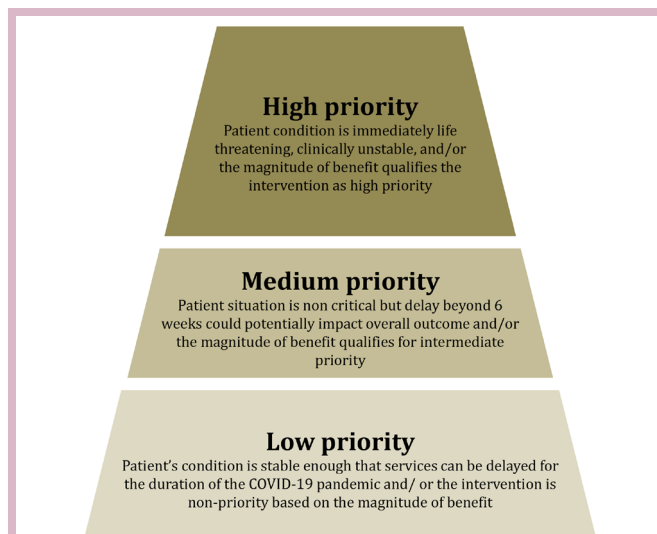 High priority
Patient condition is immediately life
threatening, clinically unstable, and/or
the magnitude of benefit qualifies the
intervention as high priority
Medium priority
Patient situation is non critical but delay beyond 6
weeks could potentially impact overall outcome and/or
the magnitude of benefit qualifies for intermediate
priority
Low priority
Patient’s condition is stable enough that services can be delayed for
the duration of the COVID-19 pandemic and/ or the intervention is
non-priority based on the magnitude of benefit